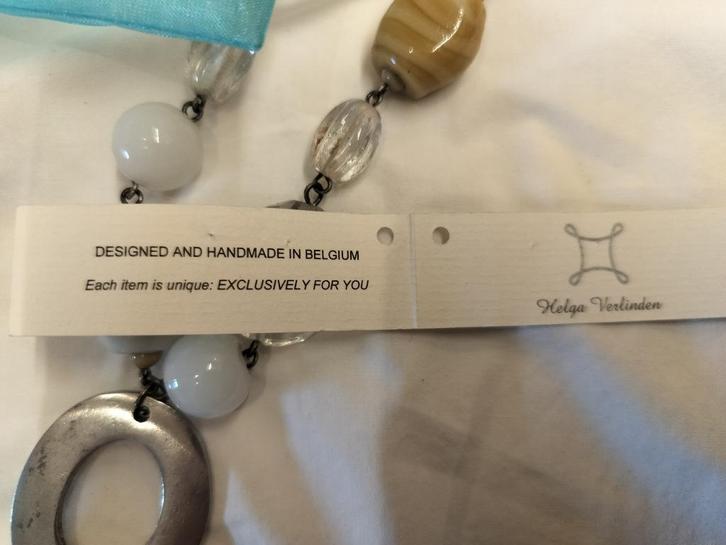 DESIGNED AND HANDMADE IN BELGIUM
Each item is unique: EXCLUSIVELY FOR YOU
Helga Verlinden